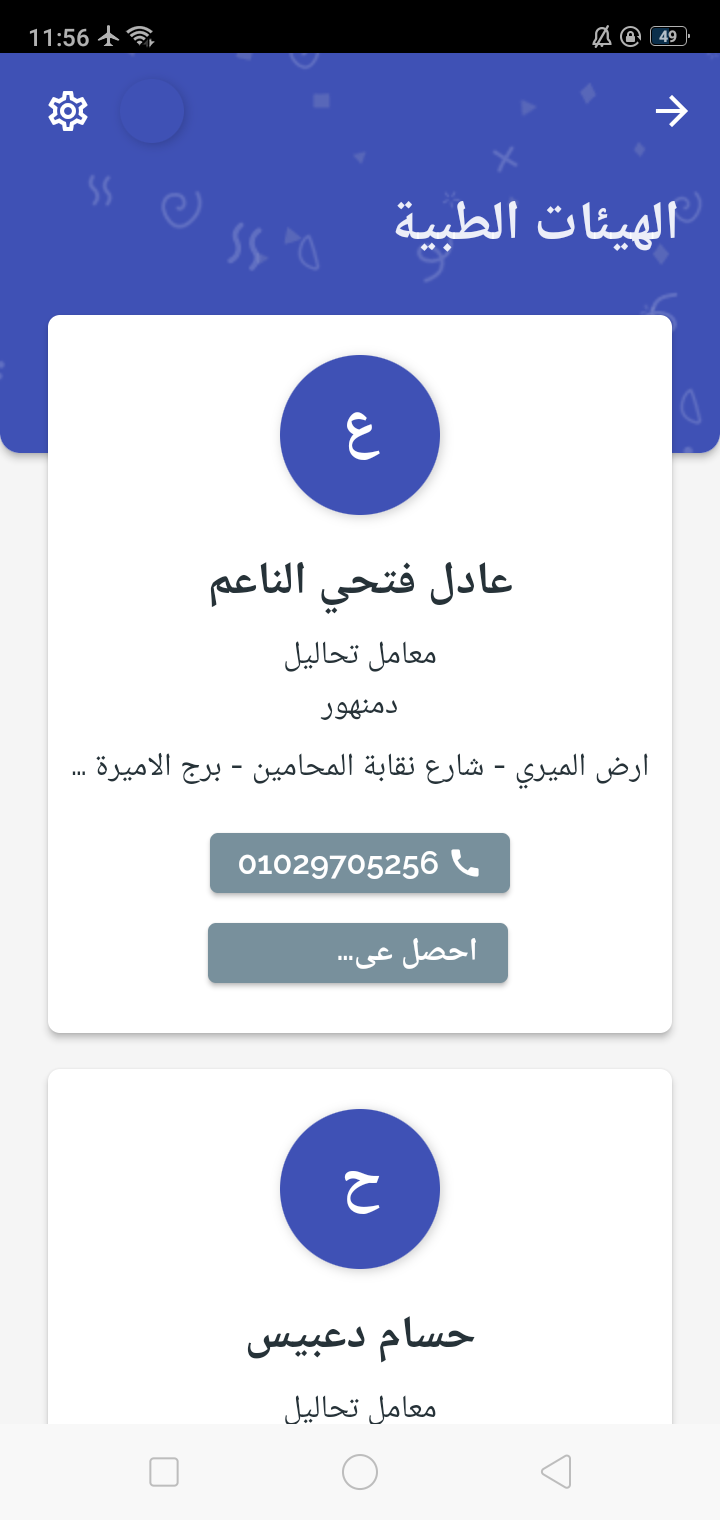 11:56
49
الهيئات الطبية
ع
عادل فتحي الناعم
معامل تحاليل
دمنهور
ارض الميري - شارع نقابة المحامين - برج الاميرة ...
01029705256
احصل عى...
ح
حسام دعبيس
معامل تحاليل